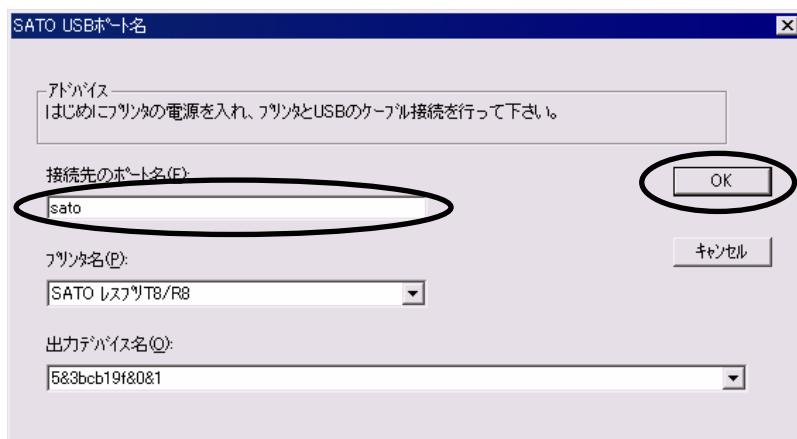 SATO USBﾎﾟｰﾄ名
ｱﾄﾞﾊﾞｲｽ
はじめにﾌﾟﾘﾝﾀの電源を入れ、ﾌﾟﾘﾝﾀとUSBのｹｰﾌﾞﾙ接続を行って下さい。
接続先のﾎﾟｰﾄ名(F):
sato
OK
ｷｬﾝｾﾙ
ﾌﾟﾘﾝﾀ名(P):
SATO ﾚｽﾌﾟﾘT8/R8
出力ﾃﾞﾊﾞｲｽ名(O):
5&3bcb19f&0&1